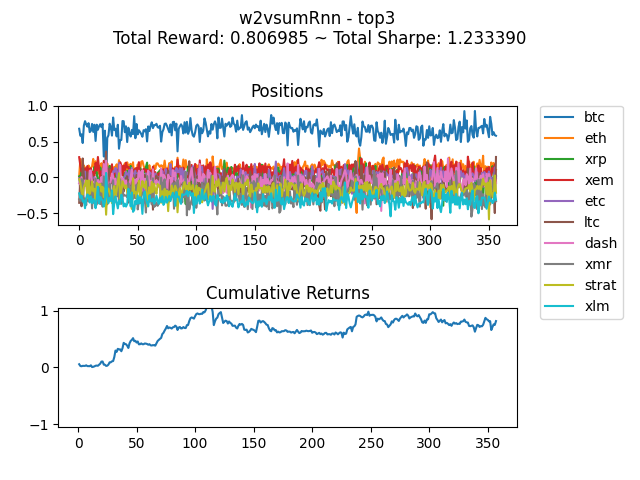 w2vsumRnn - top3
Total Reward: 0.806985 ~ Total Sharpe: 1.233390
Positions
1.0
0.5
0.0
−0.5
0 50 100 150 200 250 300 350
btc
eth
xrp
xem
etc
ltc
dash
xmr
strat
xlm
Cumulative Returns
1
0
−1
0 50 100 150 200 250 300 350